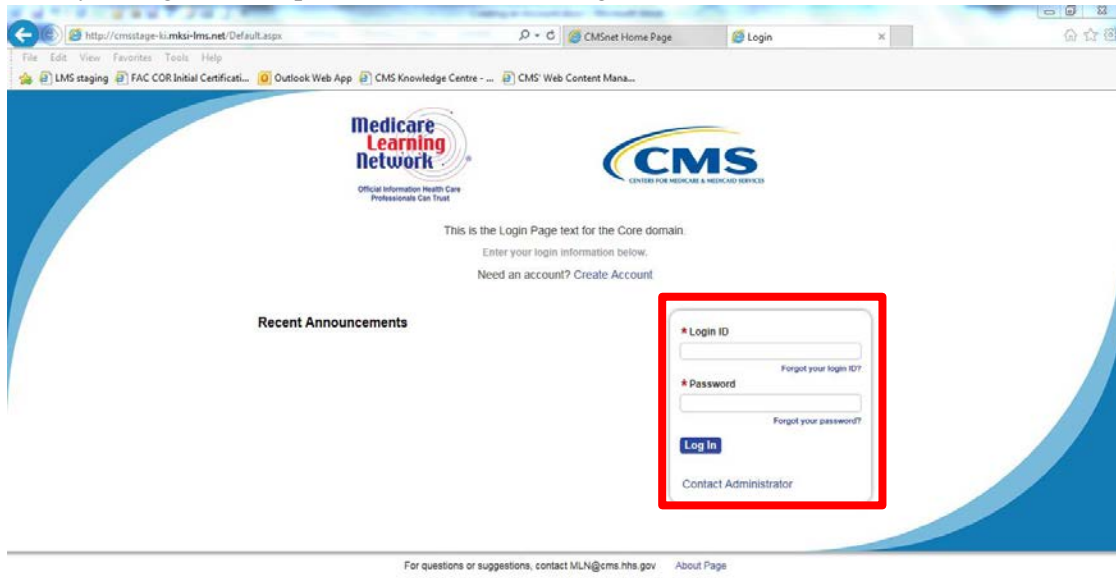 http://cmsstage-ki.mksi-lms.net/Default.aspx
CMSnet Home Page
Login
File Edit View Favorites Tools Help
LMS staging FAC COR Initial Certificati... Outlook Web App CMS Knowledge Centre - ... CMS' Web Content Mana...
Medicare
Learning
Network
Official Information Health Care
Professionals Can Trust
CMS
CENTERS FOR MEDICARE & MEDICAID SERVICES
This is the Login Page text for the Core domain.
Enter your login information below.
Need an account? Create Account
Recent Announcements
* Login ID
Forgot your login ID?
* Password
Forgot your password?
Log In
Contact Administrator
For questions or suggestions, contact MLN@cms.hhs.gov About Page